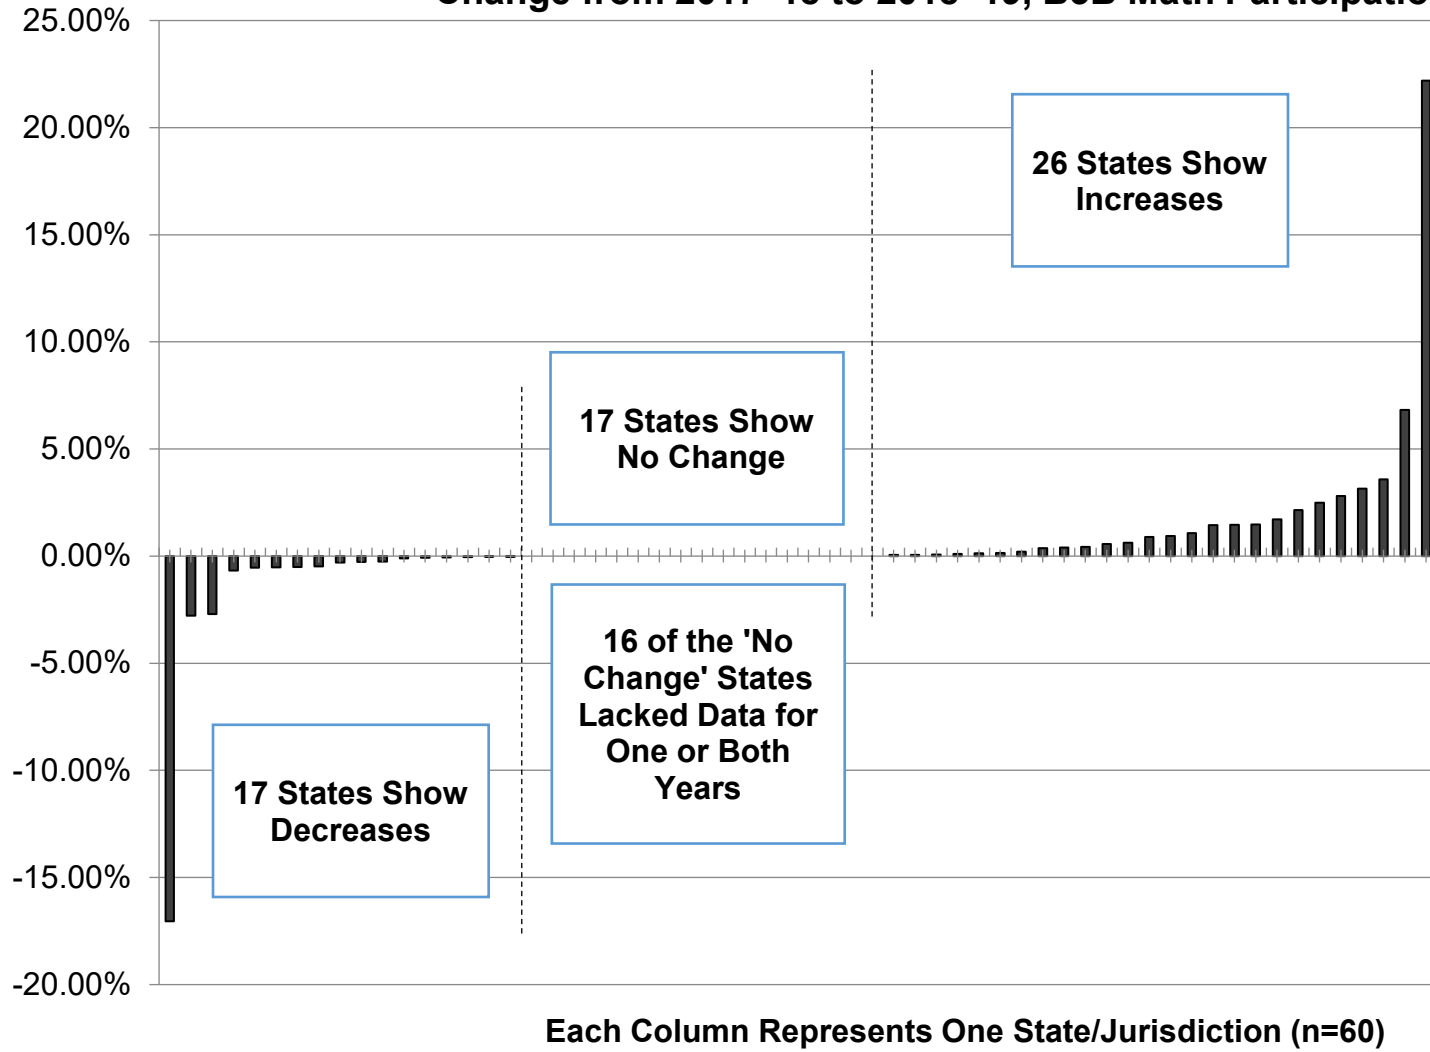 25.00%
20.00%
15.00%
10.00%
5.00%
0.00%
-5.00%
-10.00%
-15.00%
-20.00%
26 States Show
Increases
17 States Show
No Change
16 of the 'No
Change' States
Lacked Data for
One or Both
Years
17 States Show
Decreases
Each Column Represents One State/Jurisdiction (n=60)